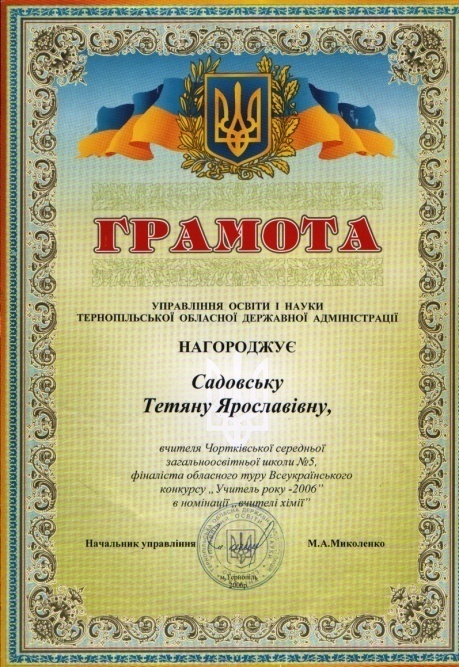 ГРАМОТА
УПРАВЛІННЯ ОСВІТИ І НАУКИ
ТЕРНОПІЛЬСЬКОЇ ОБЛАСНОЇ ДЕРЖАВНОЇ АДМІНІСТРАЦІЇ
НАГОРОДЖУЄ
Садовську
Тетяну Ярославівну,
вчителя Чортківської середньої
загальноосвітньої школи №5,
фіналіста обласного туру Всеукраїнського
конкурсу „Учитель року -2006”
в номінації „вчителі хімії”
Начальник управління М.А.Миколенко
м.Тернопіль
2006р.